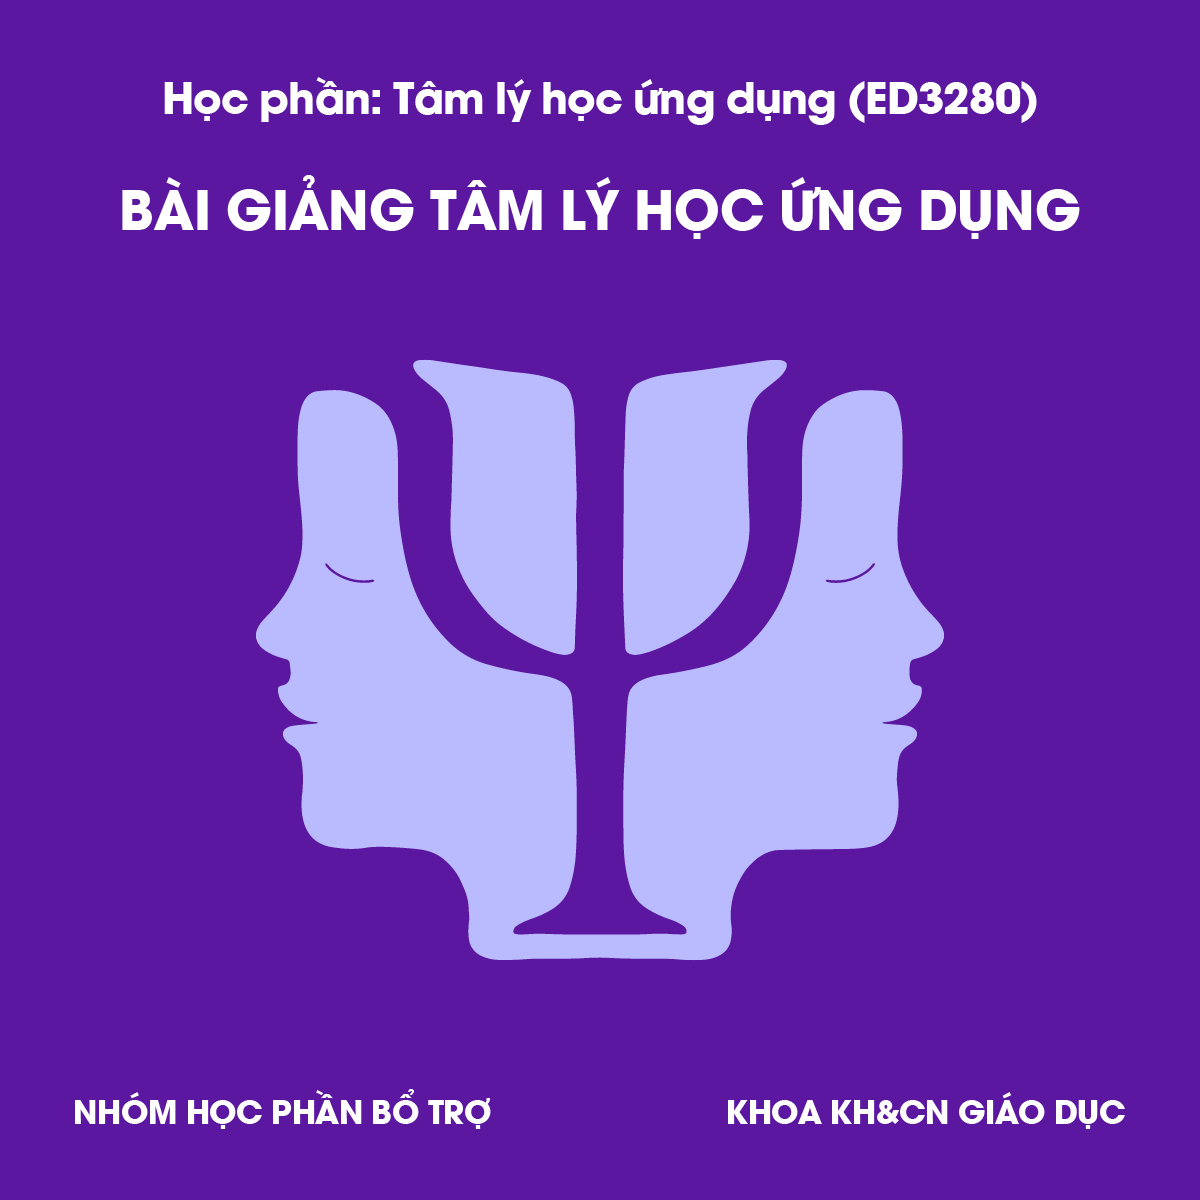 Học phần: Tâm lý học ứng dụng (ED3280)
BÀI GIẢNG TÂM LÝ HỌC ỨNG DỤNG
NHÓM HỌC PHẦN BỔ TRỢ
KHOA KH&CN GIÁO DỤC